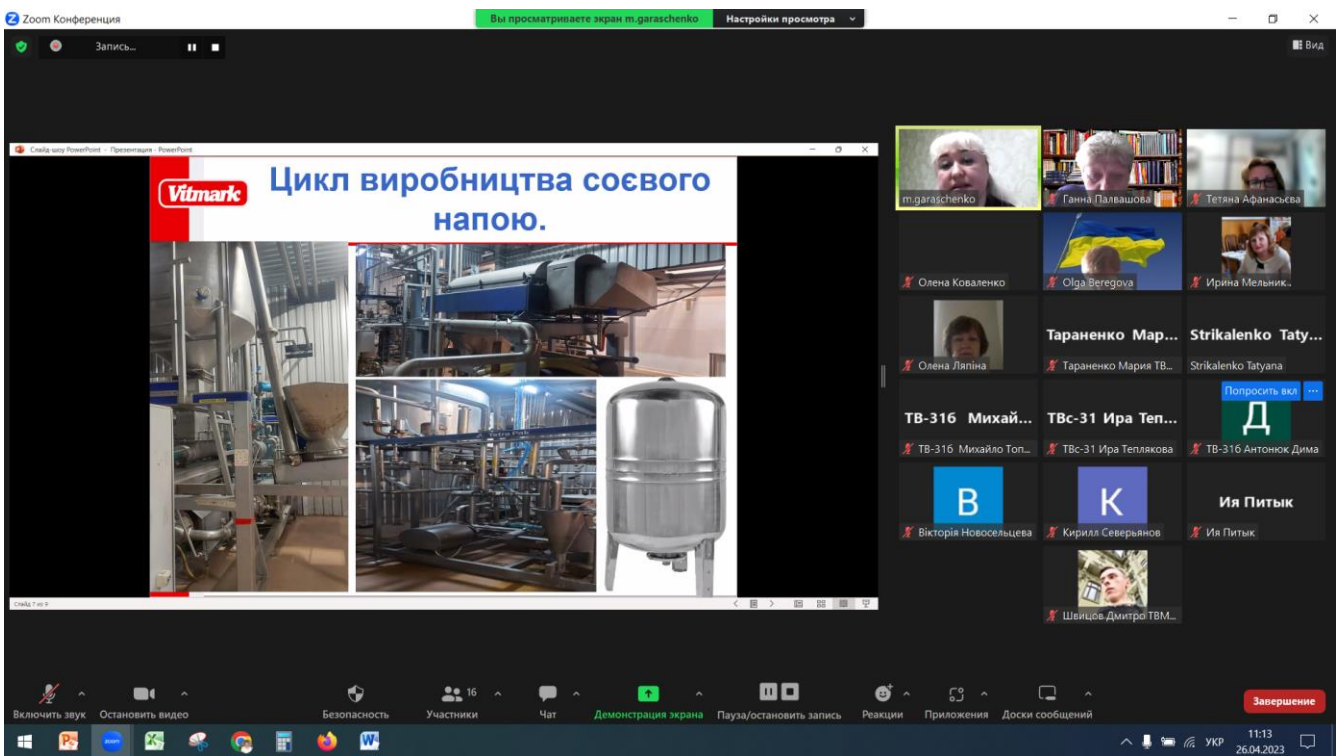 Zoom Конференция
Вы просматриваете экран m.garaschenko
Настройки просмотра
Запись...
Вид
Слайд-шоу PowerPoint - Презентация - PowerPoint
Vitmark
Цикл виробництва соєвого
напою.
Tetra Pak
Слайд 7 из 9
m.garaschenko
Ганна Палвашова
Тетяна Афанасьєва
Олена Коваленко
Olga Beregova
Ирина Мельник..
Олена Ляпіна
Тараненко Мар...
Тараненко Мария ТВ...
Strikalenko Taty...
Strikalenko Tatyana
ТВ-316 Михай...
ТВ-316 Михайло Топ...
ТВс-31 Ира Теп...
ТВс-31 Ира Теплякова
Попросить вкл ...
Д
ТВ-316 Антонюк Дима
В
Вікторія Новосельцева
К
Кирилл Северьянов
Ия Питык
Ия Питык
Швицов Дмитро ТВМ...
Включить звук
Остановить видео
Безопасность
16
Участники
Чат
Демонстрация экрана
Пауза/остановить запись
Реакции
Приложения
Доски сообщений
Завершение
УКР
11:13
26.04.2023